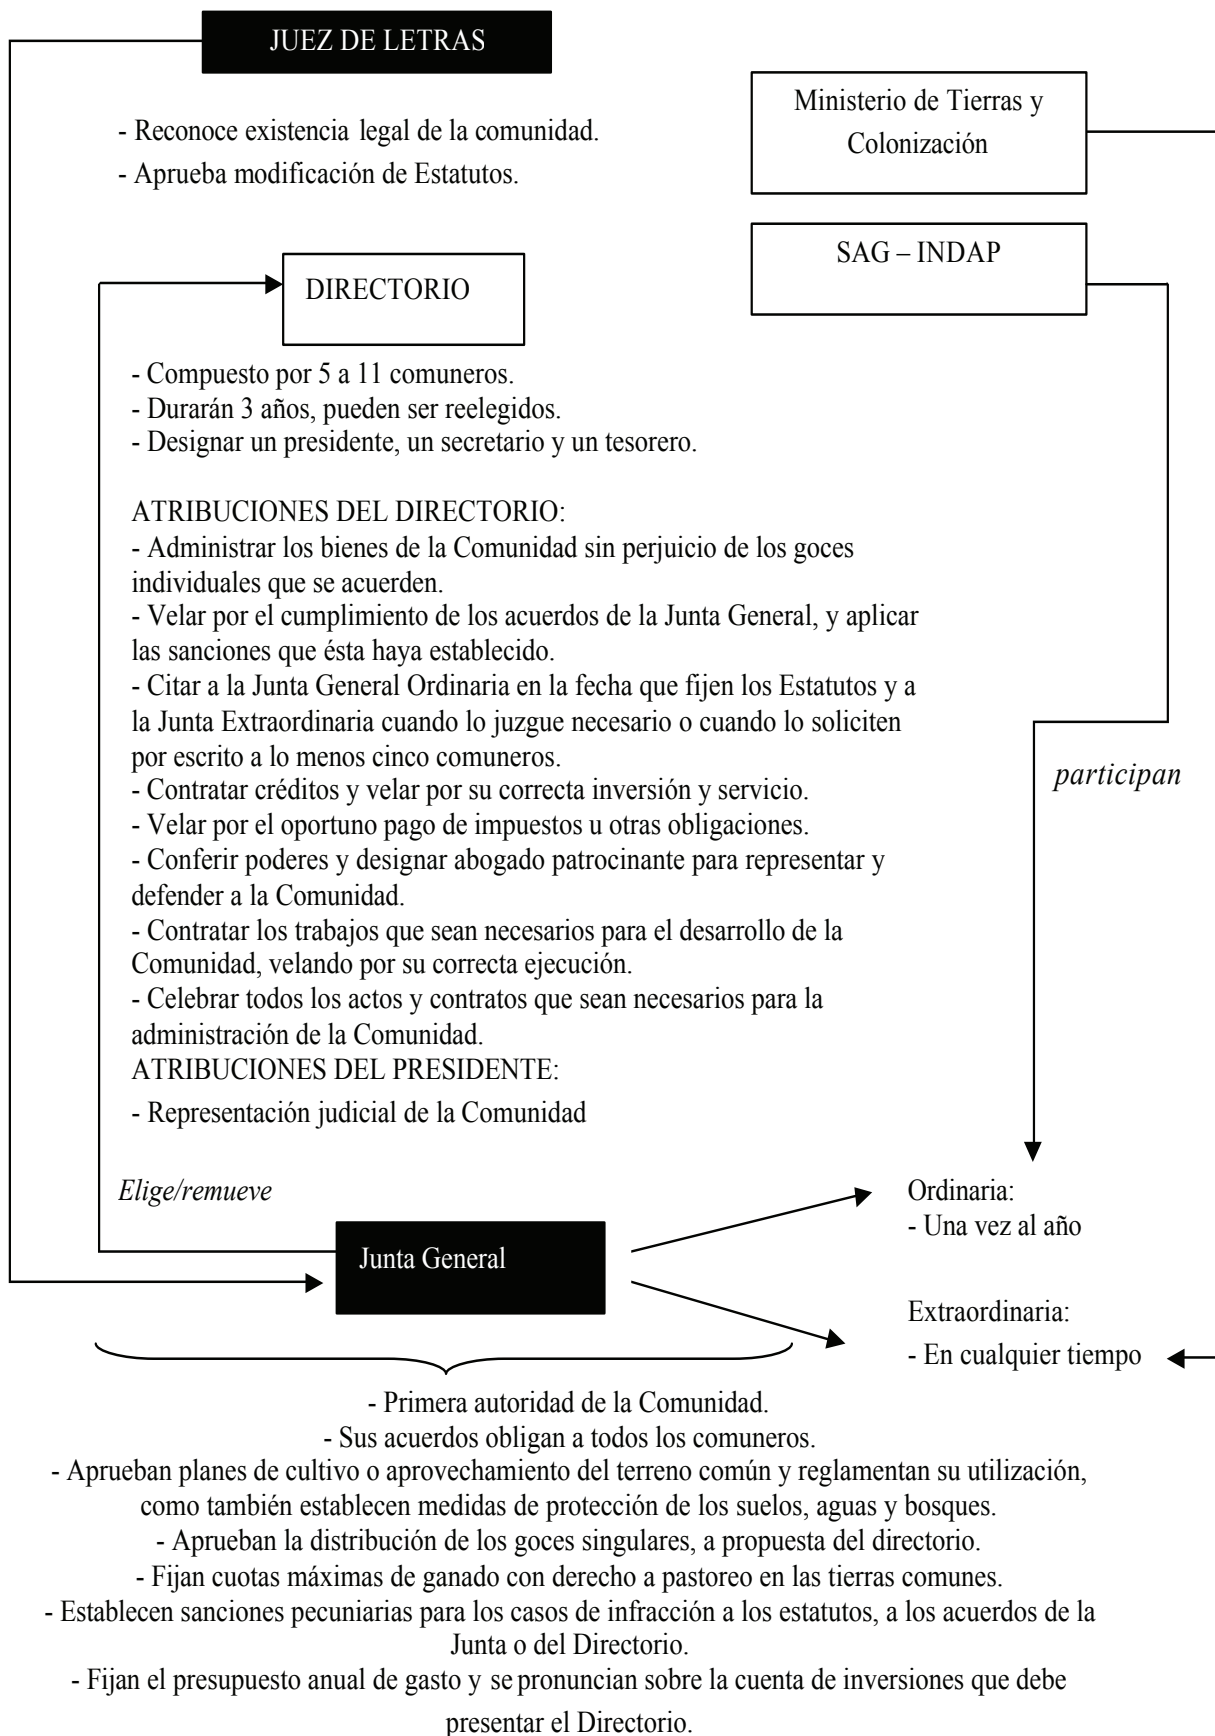 JUEZ DE LETRAS
- Reconoce existencia legal de la comunidad.
- Aprueba modificación de Estatutos.
Ministerio de Tierras y
Colonización
SAG – INDAP
DIRECTORIO
- Compuesto por 5 a 11 comuneros.
- Durarán 3 años, pueden ser reelegidos.
- Designar un presidente, un secretario y un tesorero.
ATRIBUCIONES DEL DIRECTORIO:
- Administrar los bienes de la Comunidad sin perjuicio de los goces
individuales que se acuerden.
- Velar por el cumplimiento de los acuerdos de la Junta General, y aplicar
las sanciones que ésta haya establecido.
- Citar a la Junta General Ordinaria en la fecha que fijen los Estatutos y a
la Junta Extraordinaria cuando lo juzgue necesario o cuando lo soliciten
por escrito a lo menos cinco comuneros.
- Contratar créditos y velar por su correcta inversión y servicio.
- Velar por el oportuno pago de impuestos u otras obligaciones.
- Conferir poderes y designar abogado patrocinante para representar y
defender a la Comunidad.
- Contratar los trabajos que sean necesarios para el desarrollo de la
Comunidad, velando por su correcta ejecución.
- Celebrar todos los actos y contratos que sean necesarios para la
administración de la Comunidad.
ATRIBUCIONES DEL PRESIDENTE:
- Representación judicial de la Comunidad
participan
Elige/remueve
Junta General
Ordinaria:
- Una vez al año
Extraordinaria:
- En cualquier tiempo
- Primera autoridad de la Comunidad.
- Sus acuerdos obligan a todos los comuneros.
- Aprueban planes de cultivo o aprovechamiento del terreno común y reglamentan su utilización,
como también establecen medidas de protección de los suelos, aguas y bosques.
- Aprueban la distribución de los goces singulares, a propuesta del directorio.
- Fijan cuotas máximas de ganado con derecho a pastoreo en las tierras comunes.
- Establecen sanciones pecuniarias para los casos de infracción a los estatutos, a los acuerdos de la
Junta o del Directorio.
- Fijan el presupuesto anual de gasto y se pronuncian sobre la cuenta de inversiones que debe
presentar el Directorio.